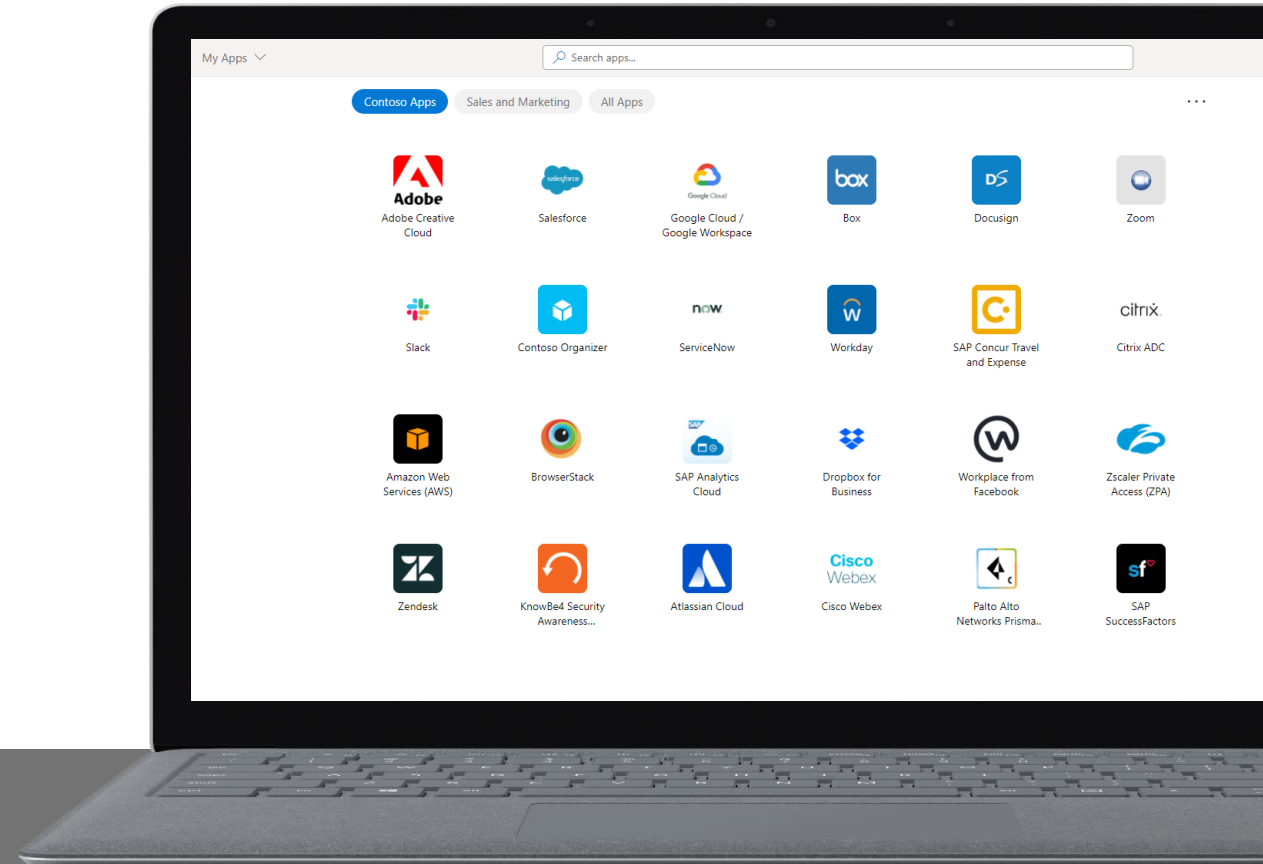 My Apps
Search apps...
Contoso Apps
Sales and Marketing
All Apps
Adobe
Adobe Creative
Cloud
salesforce
Salesforce
Google Cloud
Google Cloud /
Google Workspace
box
Box
DS
Docusign
Zoom
Slack
Contoso Organizer
now
ServiceNow
W
Workday
C
SAP Concur Travel
and Expense
citrix.
Citrix ADC
Amazon Web
Services (AWS)
BrowserStack
SAP
SAP Analytics
Cloud
Dropbox for
Business
W
Workplace from
Facebook
Zscaler Private
Access (ZPA)
Zendesk
KnowBe4 Security
Awareness...
Atlassian Cloud
Cisco
Webex
Cisco Webex
C
Palto Alto
Networks Prisma..
sf
SAP
SuccessFactors